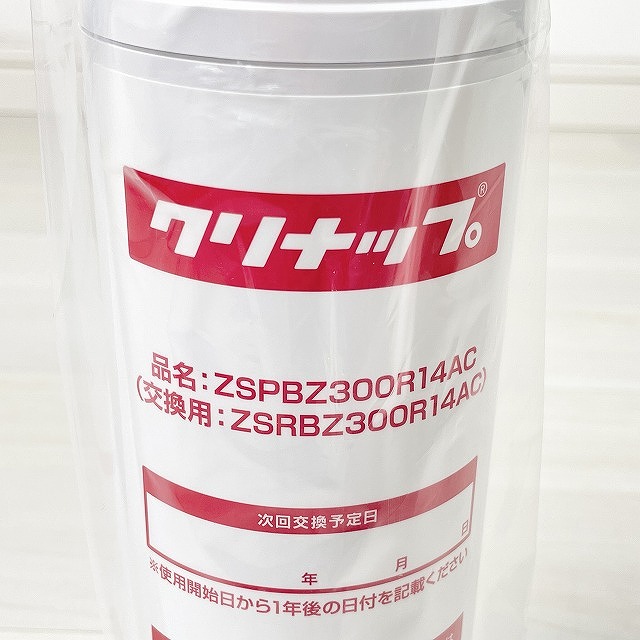 クリナップ®
品名：ZSPBZ300R14AC
（交換用：ZSRBZ300R14AC）
次回交換予定日
年 月 日
※使用開始日から1年後の日付を記載ください